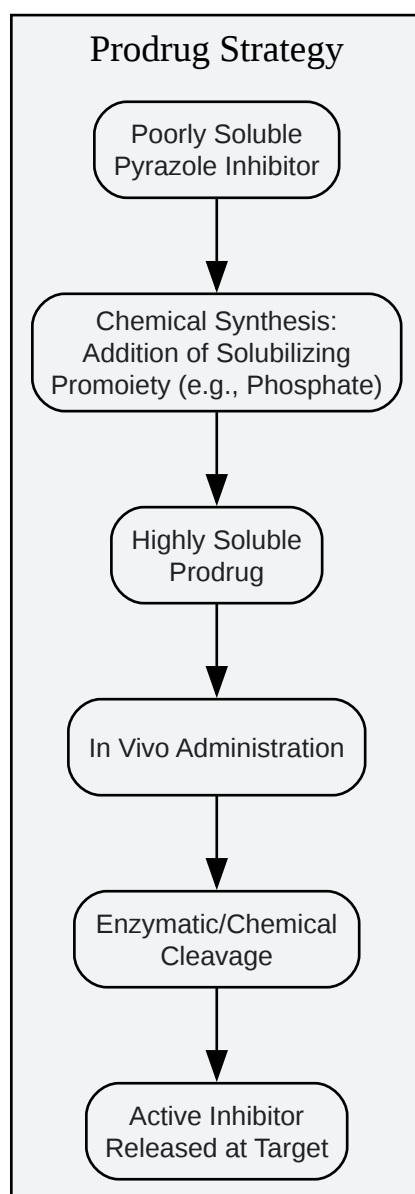 Prodrug Strategy
Poorly Soluble
Pyrazole Inhibitor
Chemical Synthesis:
Addition of Solubilizing
Promoiety (e.g., Phosphate)
Highly Soluble
Prodrug
In Vivo Administration
Enzymatic/Chemical
Cleavage
Active Inhibitor
Released at Target